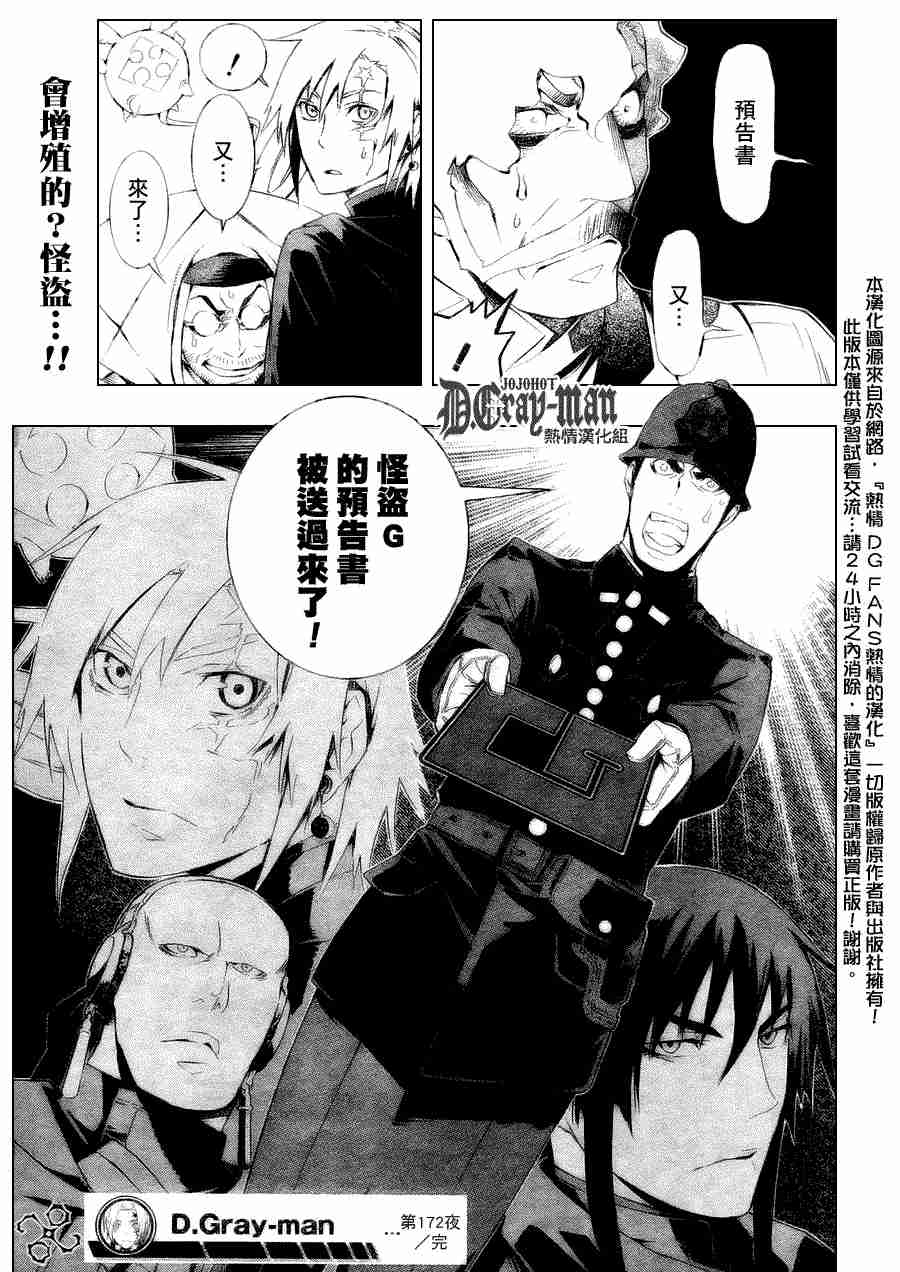 預告書
又…
!
!
又…
來了…
會增殖的?怪盜…!!
JOJOHOT
D.Gray-man
熱情漢化組
怪盜G
的預告書
被送過來了!
本漢化圖源來自於網路.『熱情 DG FANS熱情的漢化』一切版權歸原作者與出版社擁有!
此版本僅供學習試看交流…請24小時之內消除.喜歡這套漫畫請購買正版!謝謝。
G
D.Gray-man
…
第172夜
/完